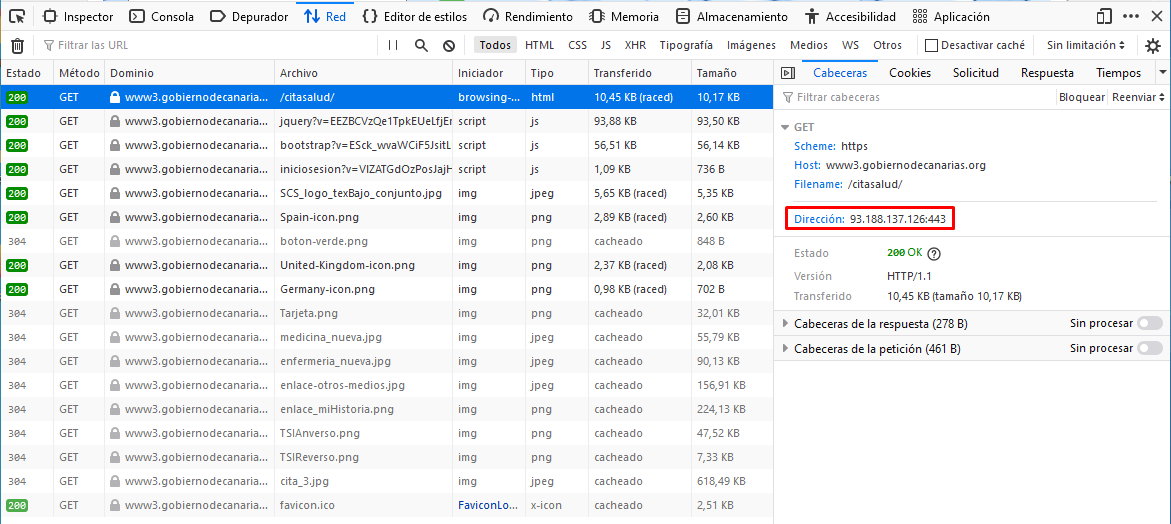 Inspector Consola Depurador Red Editor de estilos Rendimiento Memoria Almacenamiento Accesibilidad Aplicación
Filtrar las URL Todos HTML CSS JS XHR Tipografía Imágenes Medios WS Otros Desactivar caché Sin limitación
Estado Método Dominio Archivo Iniciador Tipo Transferido Tamaño
200 GET www3.gobiernodecanaria... /citasalud/ browsing-... html 10,45 KB (raced) 10,17 KB
200 GET www3.gobiernodecanaria... jquery?v=EEZBCVzQe1TpkEUeLfjEr script js 93,88 KB 93,50 KB
200 GET www3.gobiernodecanaria... bootstrap?v=ESck_wvaWCiF5JsitL script js 56,51 KB 56,14 KB
200 GET www3.gobiernodecanaria... iniciosesion?v=VIZATGdOzPosJajH script js 1,09 KB 736 B
200 GET www3.gobiernodecanaria... SCS_logo_texBajo_conjunto.jpg img jpeg 5,65 KB (raced) 5,35 KB
200 GET www3.gobiernodecanaria... Spain-icon.png img png 2,89 KB (raced) 2,60 KB
304 GET www3.gobiernodecanaria... boton-verde.png img png cacheado 848 B
200 GET www3.gobiernodecanaria... United-Kingdom-icon.png img png 2,37 KB (raced) 2,08 KB
200 GET www3.gobiernodecanaria... Germany-icon.png img png 0,98 KB (raced) 702 B
304 GET www3.gobiernodecanaria... Tarjeta.png img png cacheado 32,01 KB
304 GET www3.gobiernodecanaria... medicina_nueva.jpg img jpeg cacheado 55,79 KB
304 GET www3.gobiernodecanaria... enfermeria_nueva.jpg img jpeg cacheado 90,13 KB
304 GET www3.gobiernodecanaria... enlace-otros-medios.jpg img jpeg cacheado 156,91 KB
304 GET www3.gobiernodecanaria... enlace_miHistoria.png img png cacheado 224,13 KB
304 GET www3.gobiernodecanaria... TSIAnverso.png img png cacheado 47,52 KB
304 GET www3.gobiernodecanaria... TSIReverso.png img png cacheado 7,33 KB
304 GET www3.gobiernodecanaria... cita_3.jpg img jpeg cacheado 618,49 KB
200 GET www3.gobiernodecanaria... favicon.ico FaviconLo... x-icon cacheado 2,51 KB
Cabeceras Cookies Solicitud Respuesta Tiempos
Filtrar cabeceras Bloquear Reenviar
GET
Scheme: https
Host: www3.gobiernodecanarias.org
Filename: /citasalud/
Dirección: 93.188.137.126:443
Estado 200 OK ?
Versión HTTP/1.1
Transferido 10,45 KB (tamaño 10,17 KB)
Cabeceras de la respuesta (278 B) Sin procesar
Cabeceras de la petición (461 B) Sin procesar